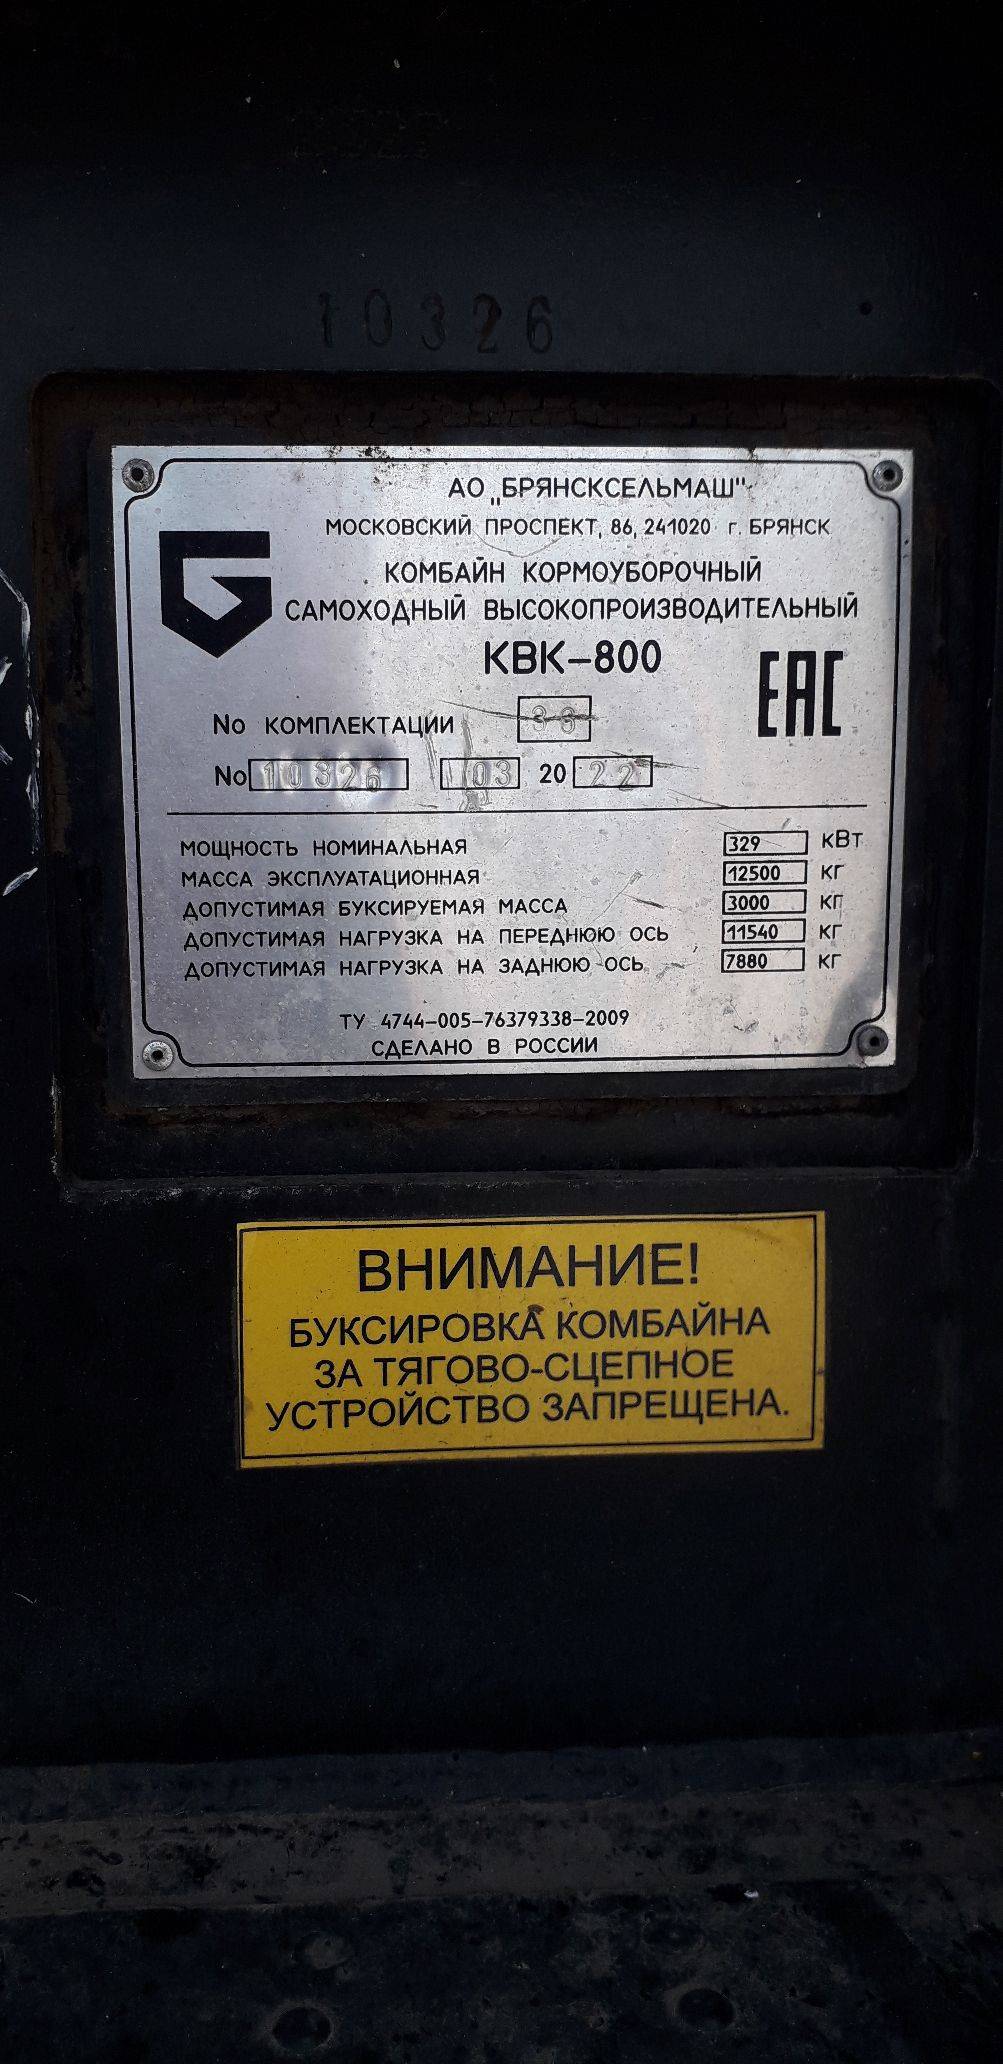 10326
АО „БРЯНСКСЕЛЬМАШ"
МОСКОВСКИЙ ПРОСПЕКТ, 86, 241020 г. БРЯНСК
КОМБАЙН КОРМОУБОРОЧНЫЙ
САМОХОДНЫЙ ВЫСОКОПРОИЗВОДИТЕЛЬНЫЙ
КВК-800
ЕАС
No КОМПЛЕКТАЦИИ
No 10326 03 20 22
МОЩНОСТЬ НОМИНАЛЬНАЯ 329 кВт
МАССА ЭКСПЛУАТАЦИОННАЯ 12500 КГ
ДОПУСТИМАЯ БУКСИРУЕМАЯ МАССА 3000 КГ
ДОПУСТИМАЯ НАГРУЗКА НА ПЕРЕДНЮЮ ОСЬ 11540 КГ
ДОПУСТИМАЯ НАГРУЗКА НА ЗАДНЮЮ ОСЬ 7880 КГ
ТУ 4744-005-76379338-2009
СДЕЛАНО В РОССИИ
ВНИМАНИЕ!
БУКСИРОВКА КОМБАЙНА
ЗА ТЯГОВО-СЦЕПНОЕ
УСТРОЙСТВО ЗАПРЕЩЕНА.